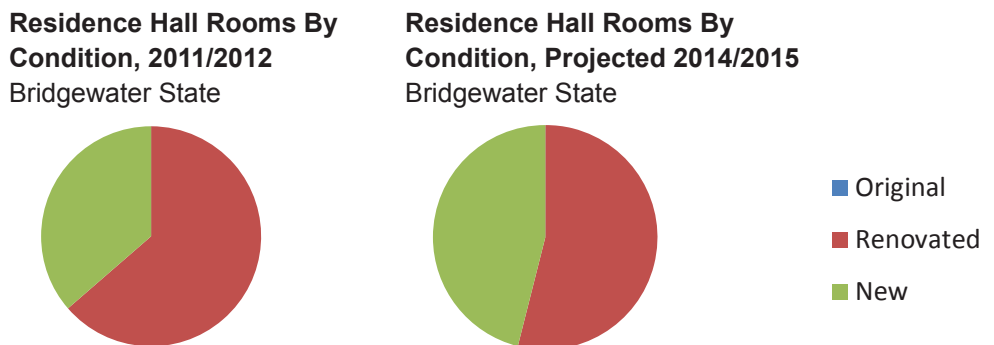 Residence Hall Rooms By
Condition, 2011/2012
Bridgewater State
Residence Hall Rooms By
Condition, Projected 2014/2015
Bridgewater State
Original
Renovated
New